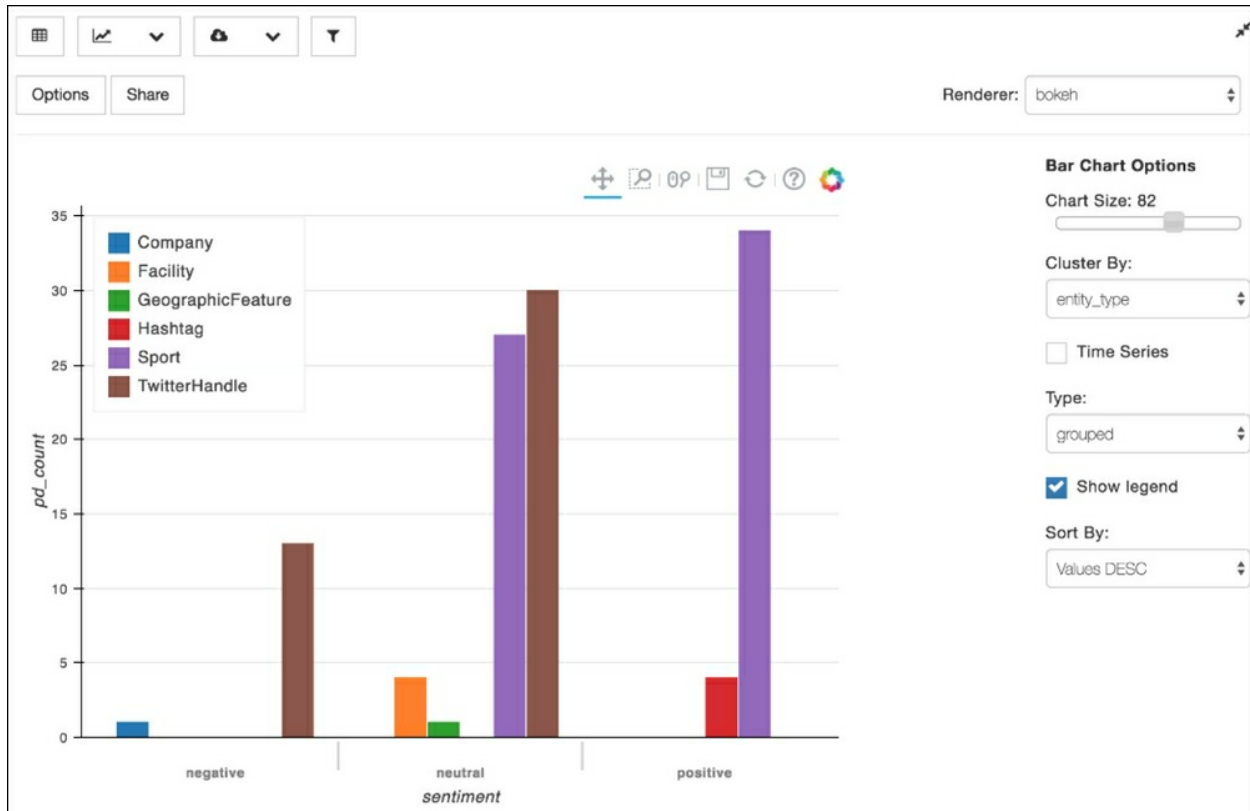 Options
Share
Renderer:
bokeh
Bar Chart Options
Chart Size: 82
Cluster By:
entity_type
Time Series
Type:
grouped
Show legend
Sort By:
Values DESC
Company
Facility
GeographicFeature
Hashtag
Sport
TwitterHandle
35
30
25
20
15
10
5
0
pd_count
negative
neutral
positive
sentiment